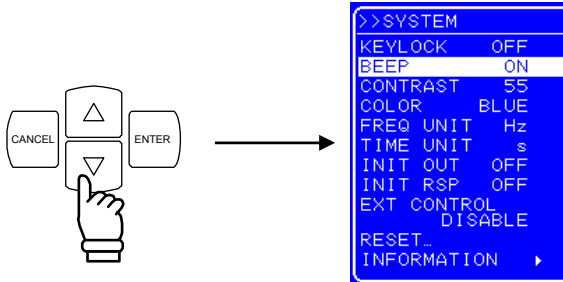 CANCEL
ENTER
>>SYSTEM
KEYLOCK OFF
BEEP ON
CONTRAST 55
COLOR BLUE
FREQ UNIT Hz
TIME UNIT s
INIT OUT OFF
INIT RSP OFF
EXT CONTROL
DISABLE
RESET…
INFORMATION